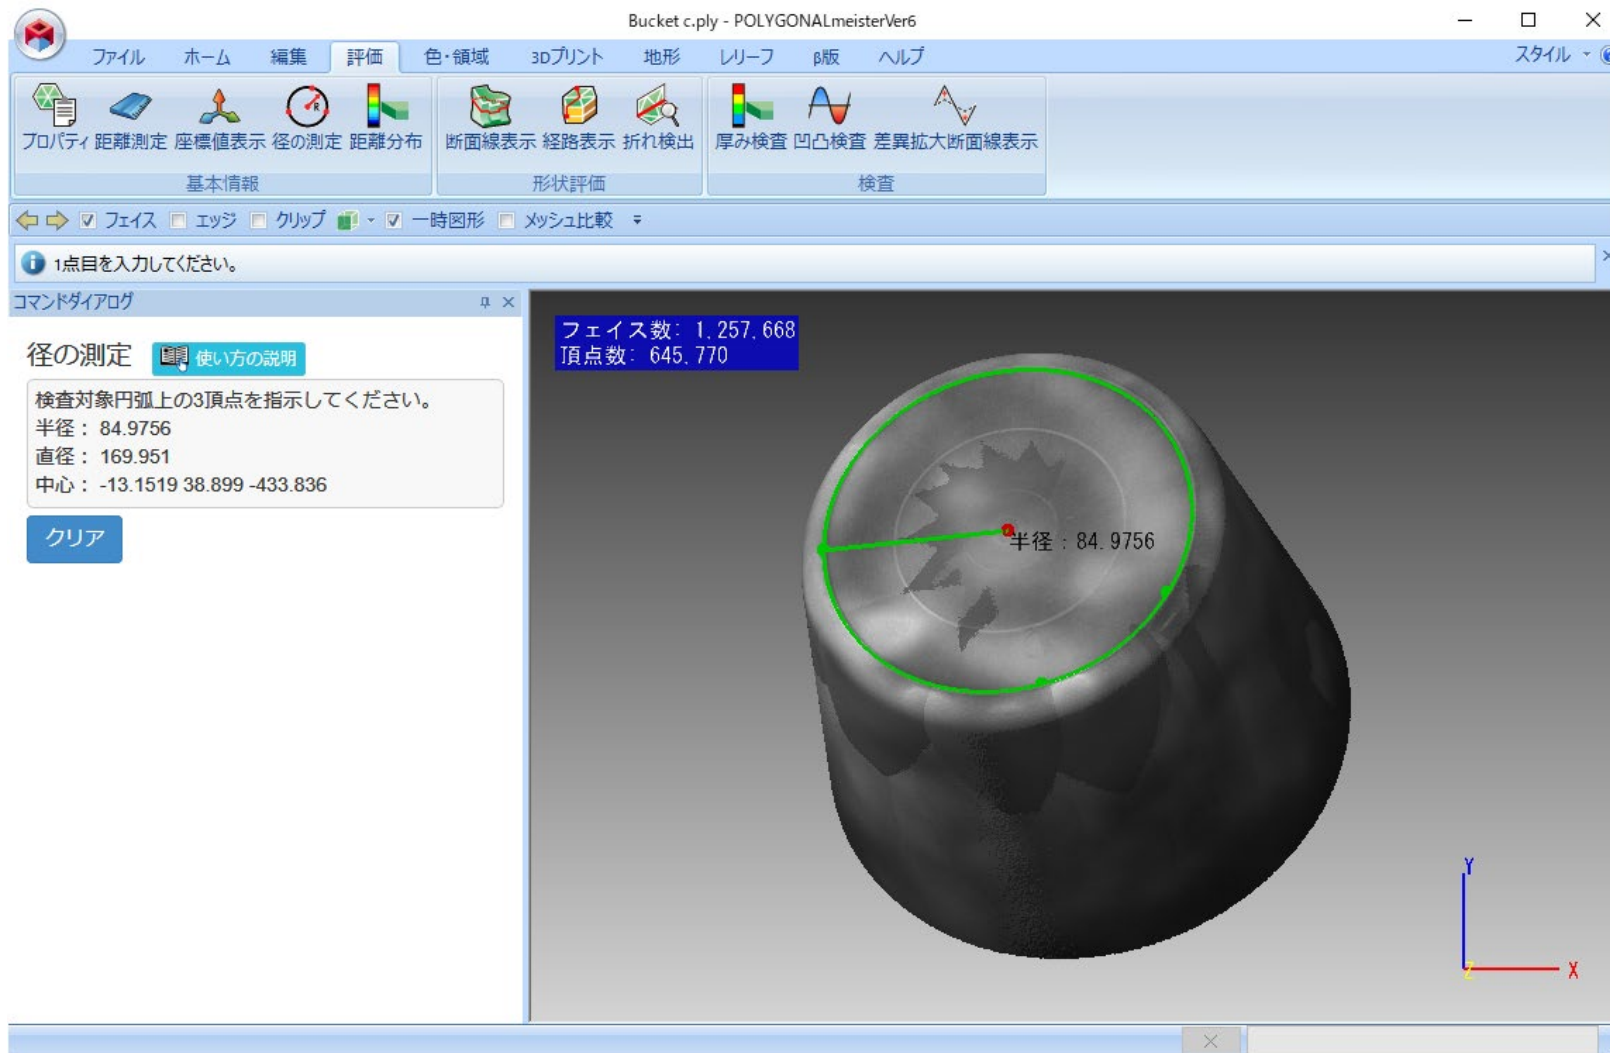 Bucket c.ply - POLYGONALmeisterVer6
ファイル ホーム 編集 評価 色・領域 3Dプリント 地形 レリーフ β版 ヘルプ スタイル
プロパティ 距離測定 座標値表示 径の測定 距離分布 断面線表示 経路表示 折れ検出 厚み検査 凹凸検査 差異拡大断面線表示
基本情報 形状評価 検査
フェイス エッジ クリップ 一時図形 メッシュ比較
1点目を入力してください。
コマンドダイアログ
径の測定 使い方の説明
検査対象円弧上の3頂点を指示してください。
半径： 84.9756
直径： 169.951
中心： -13.1519 38.899 -433.836
クリア
フェイス数: 1,257,668
頂点数: 645,770
半径 : 84.9756
Y
Z X